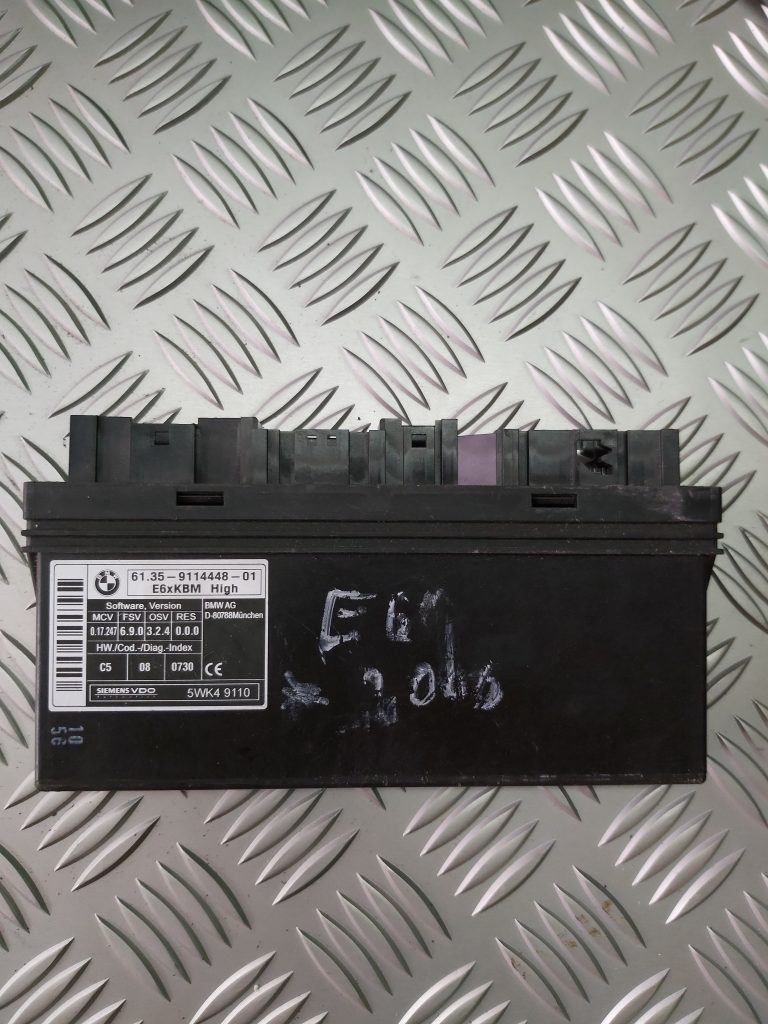 61.35-9114448-01
E6xKBM High
Software, Version
MCV FSV OSV RES
0.17.247 6.9.0 3.2.4 0.0.0
BMW AG
D-80788München
HW./Cod.-/Diag.-Index
C5 08 0730
CE
SIEMENS VDO
5WK4 9110
10
56
E61